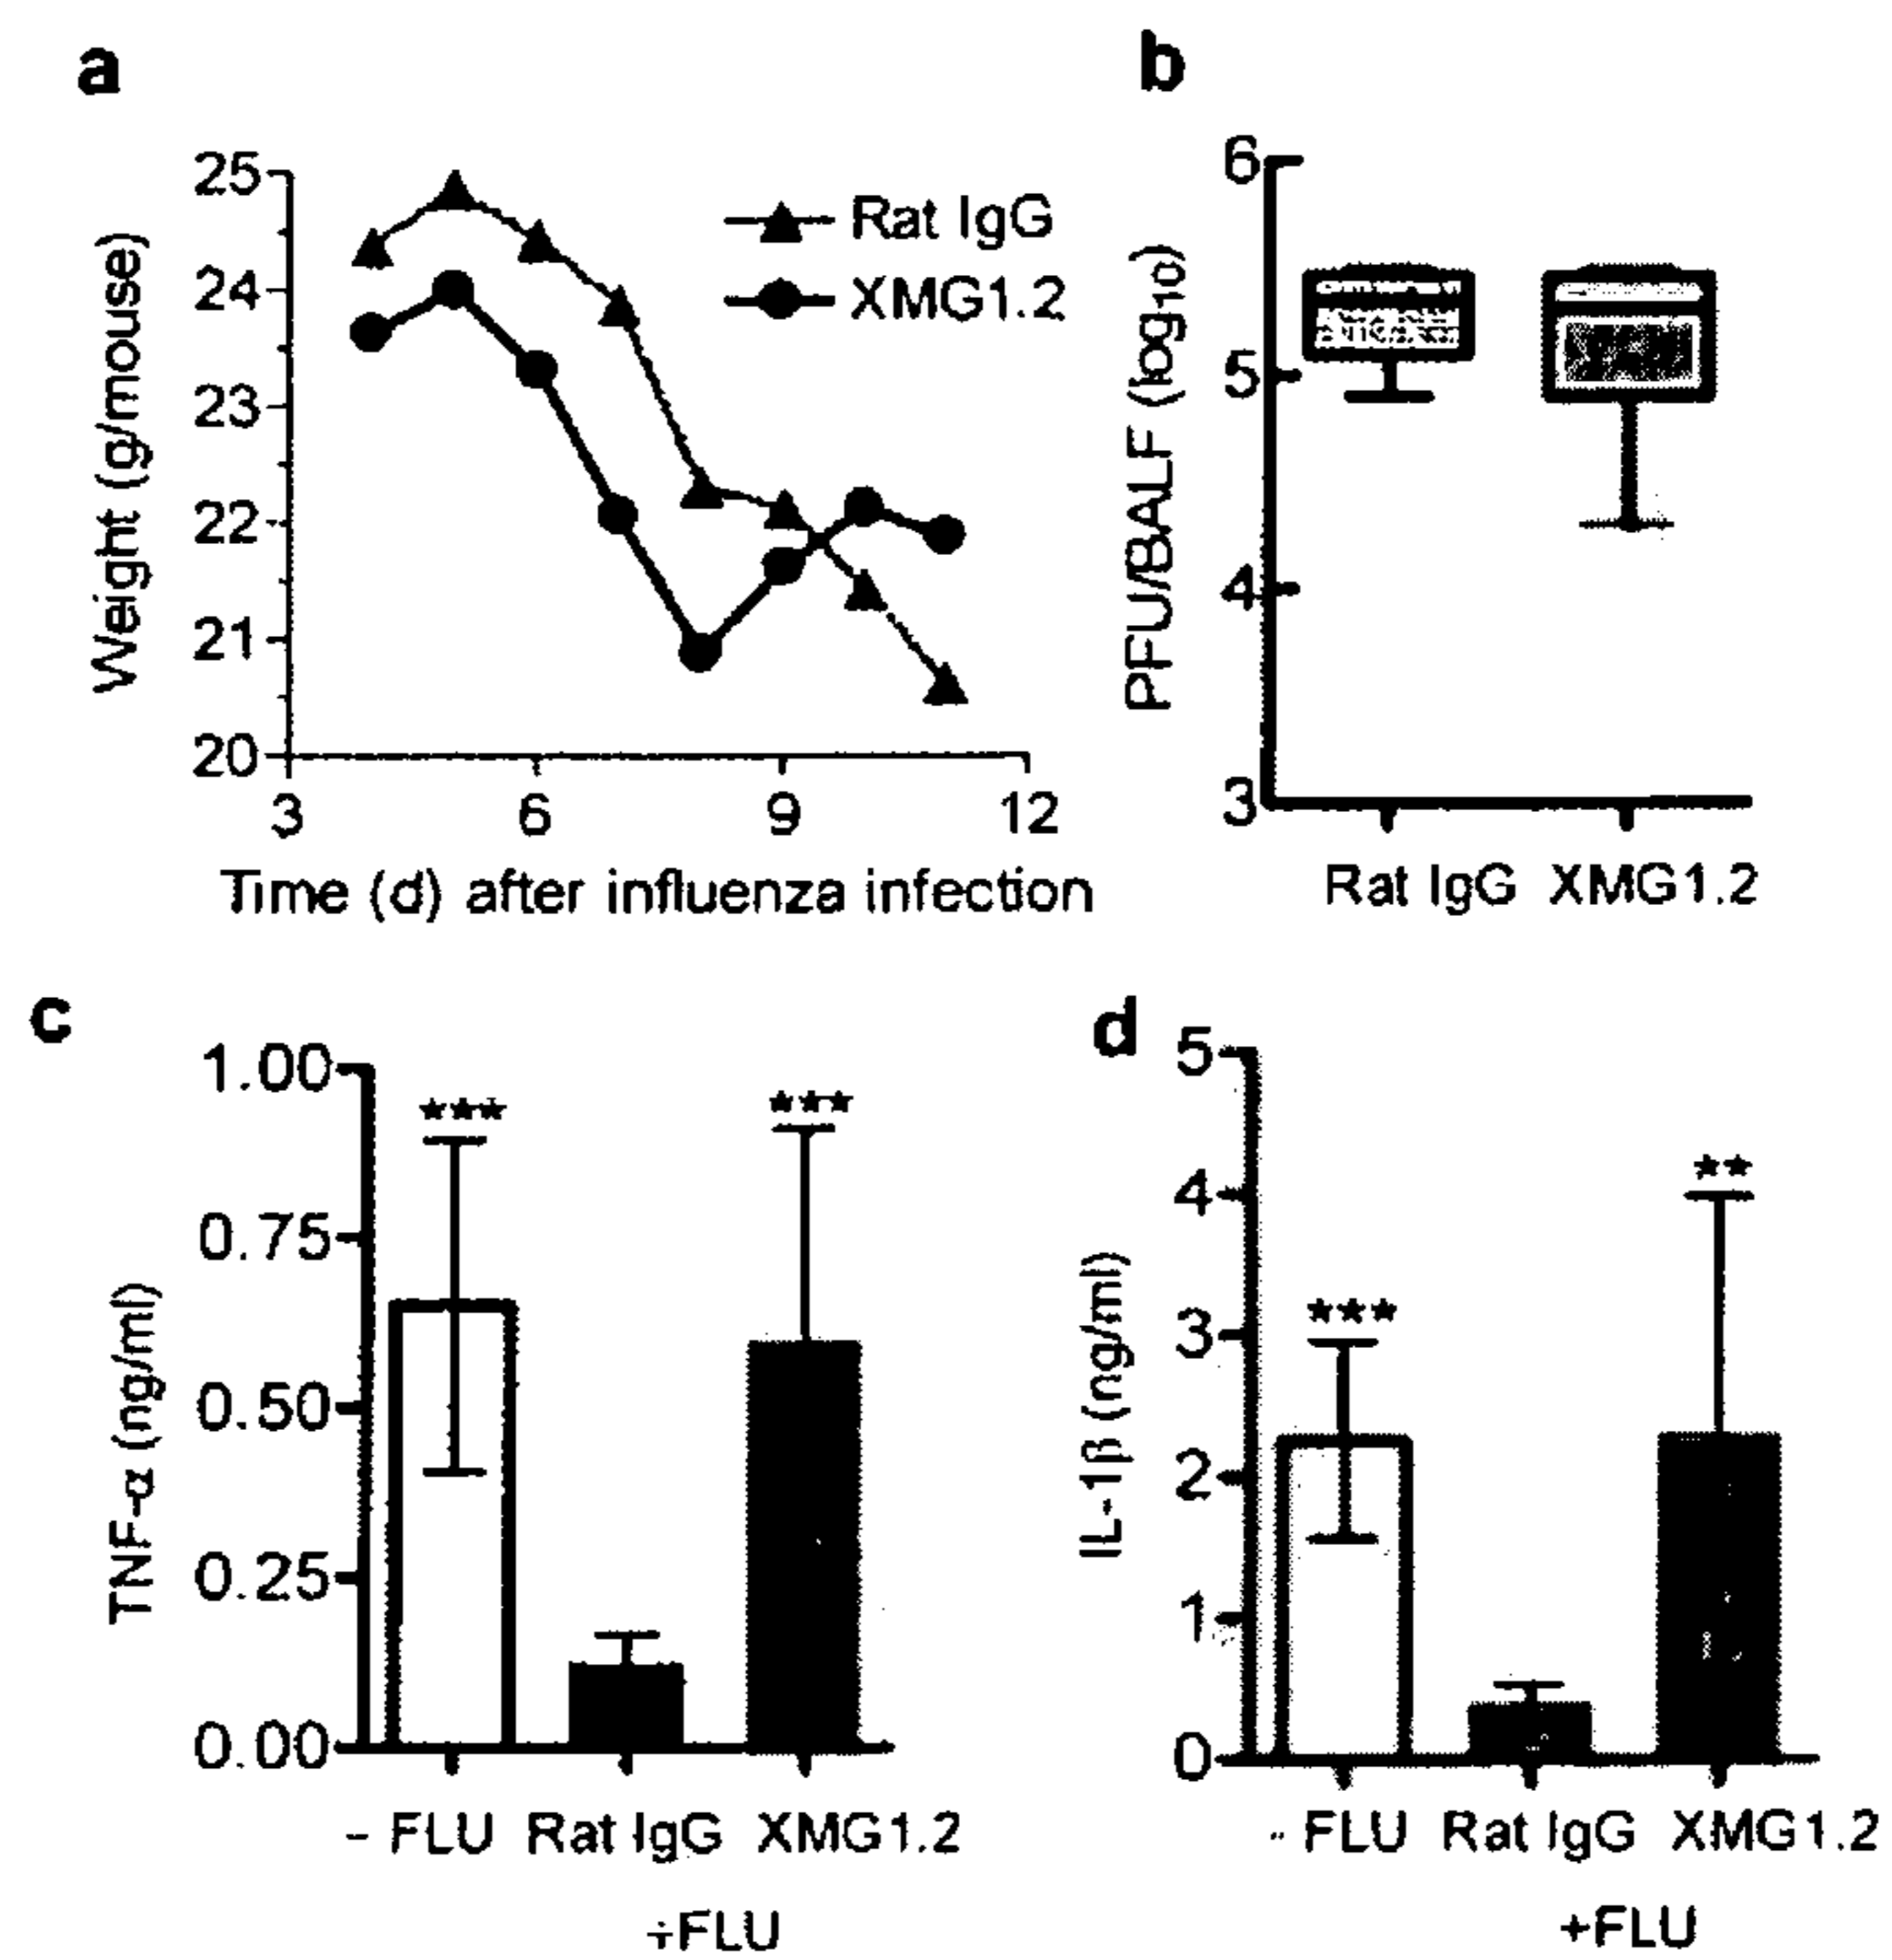 a
25
24
23
22
21
20
Weight (g/mouse)
Rat IgG
XMG1.2
3 6 9 12
Time (d) after influenza infection
b
6
5
4
3
PFU/BALF (log10)
Rat IgG XMG1.2
c
1.00
0.75
0.50
0.25
0.00
TNF-α (ng/ml)
***
***
- FLU Rat IgG XMG1.2
+FLU
d
5
4
3
2
1
0
IL-1β (ng/ml)
***
**
- FLU Rat IgG XMG1.2
+FLU